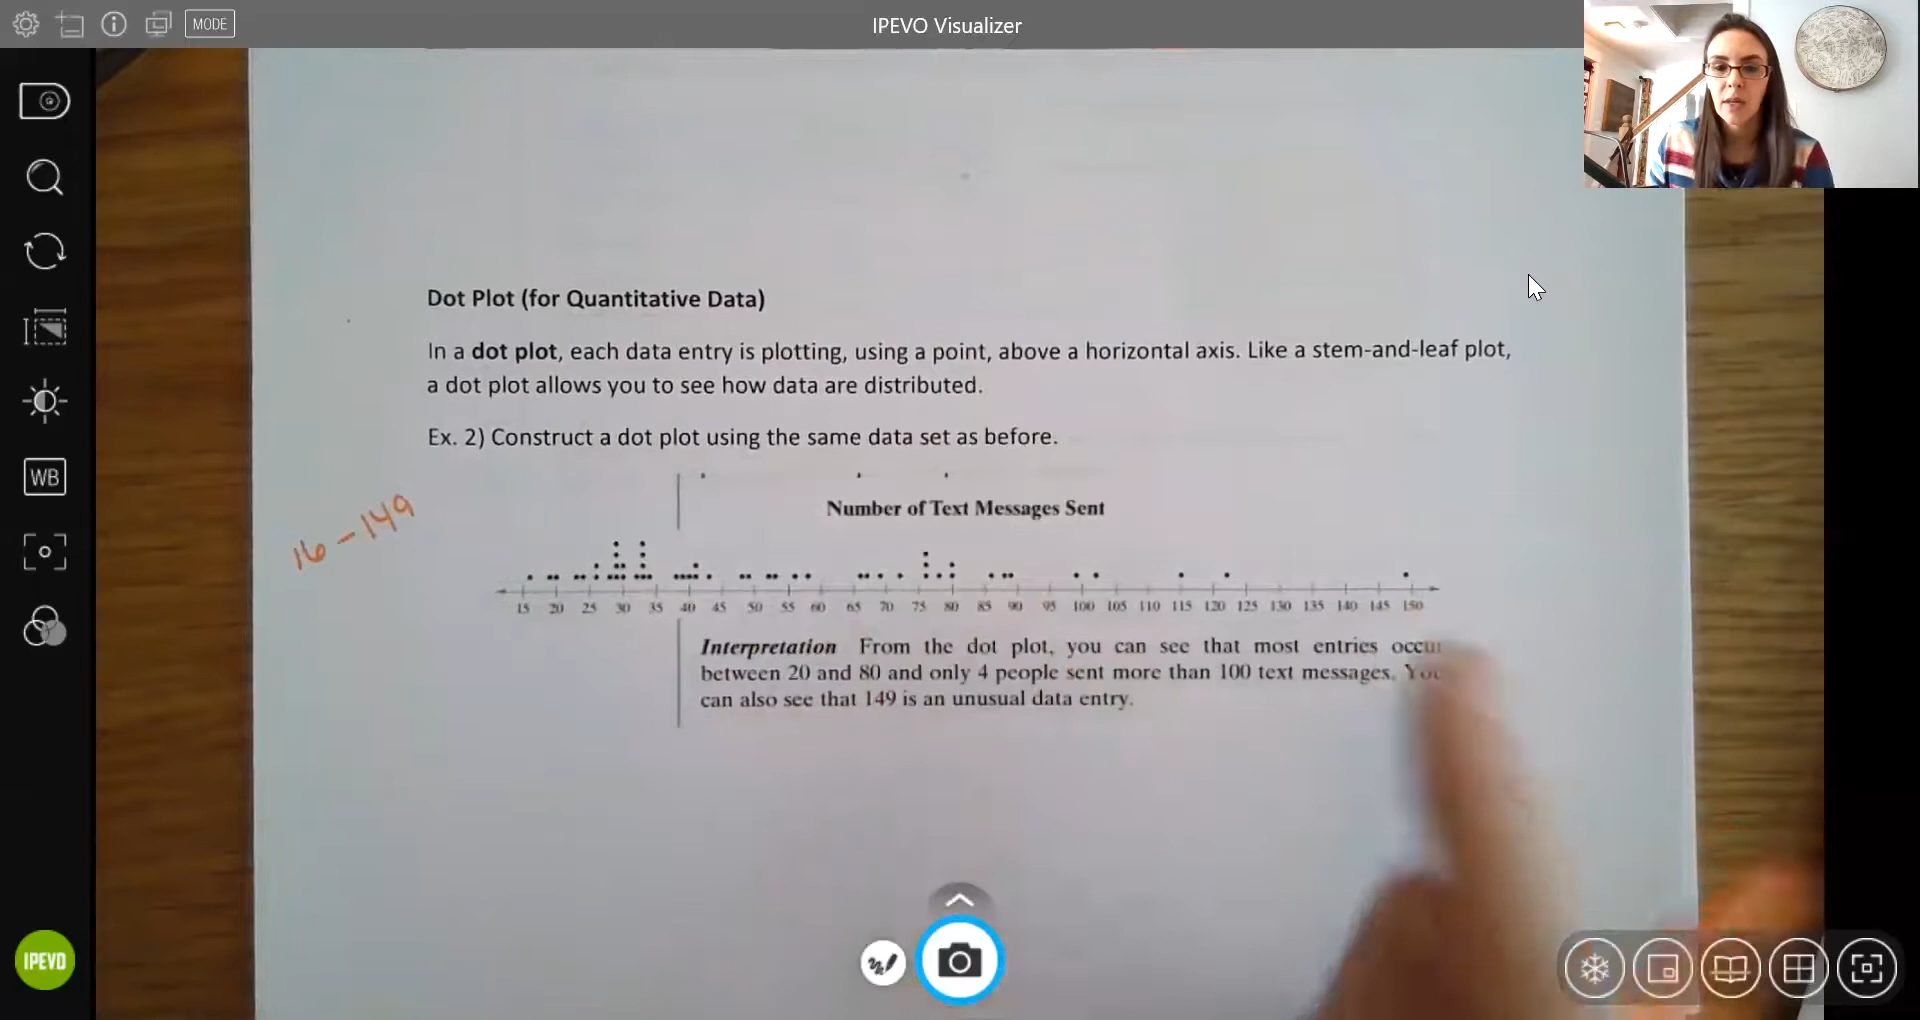 MODE
IPEVO Visualizer
WB
Dot Plot (for Quantitative Data)
In a dot plot, each data entry is plotting, using a point, above a horizontal axis. Like a stem-and-leaf plot,
a dot plot allows you to see how data are distributed.
Ex. 2) Construct a dot plot using the same data set as before.
16 - 149
Number of Text Messages Sent
15 20 25 30 35 40 45 50 55 60 65 70 75 80 85 90 95 100 105 110 115 120 125 130 135 140 145 150
Interpretation From the dot plot, you can see that most entries
between 20 and 80 and only 4 people sent more than 100 text messages.
can also see that 149 is an unusual data entry.
IPEVO